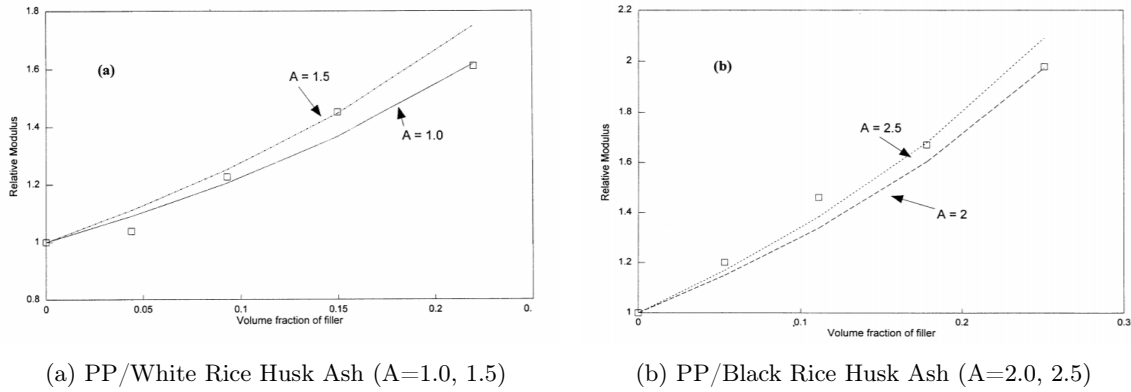 1.8
1.6
1.4
1.2
1
0.8
Relative Modulus
(a)
A = 1.5
A = 1.0
0
0.05
0.1
0.15
0.2
0.
Volume fraction of filler
2.2
2
1.8
1.6
1.4
1.2
1
Relative Modulus
(b)
A = 2.5
A = 2
0
0.1
0.2
0.3
Volume fraction of filler
(a) PP/White Rice Husk Ash (A=1.0, 1.5)
(b) PP/Black Rice Husk Ash (A=2.0, 2.5)